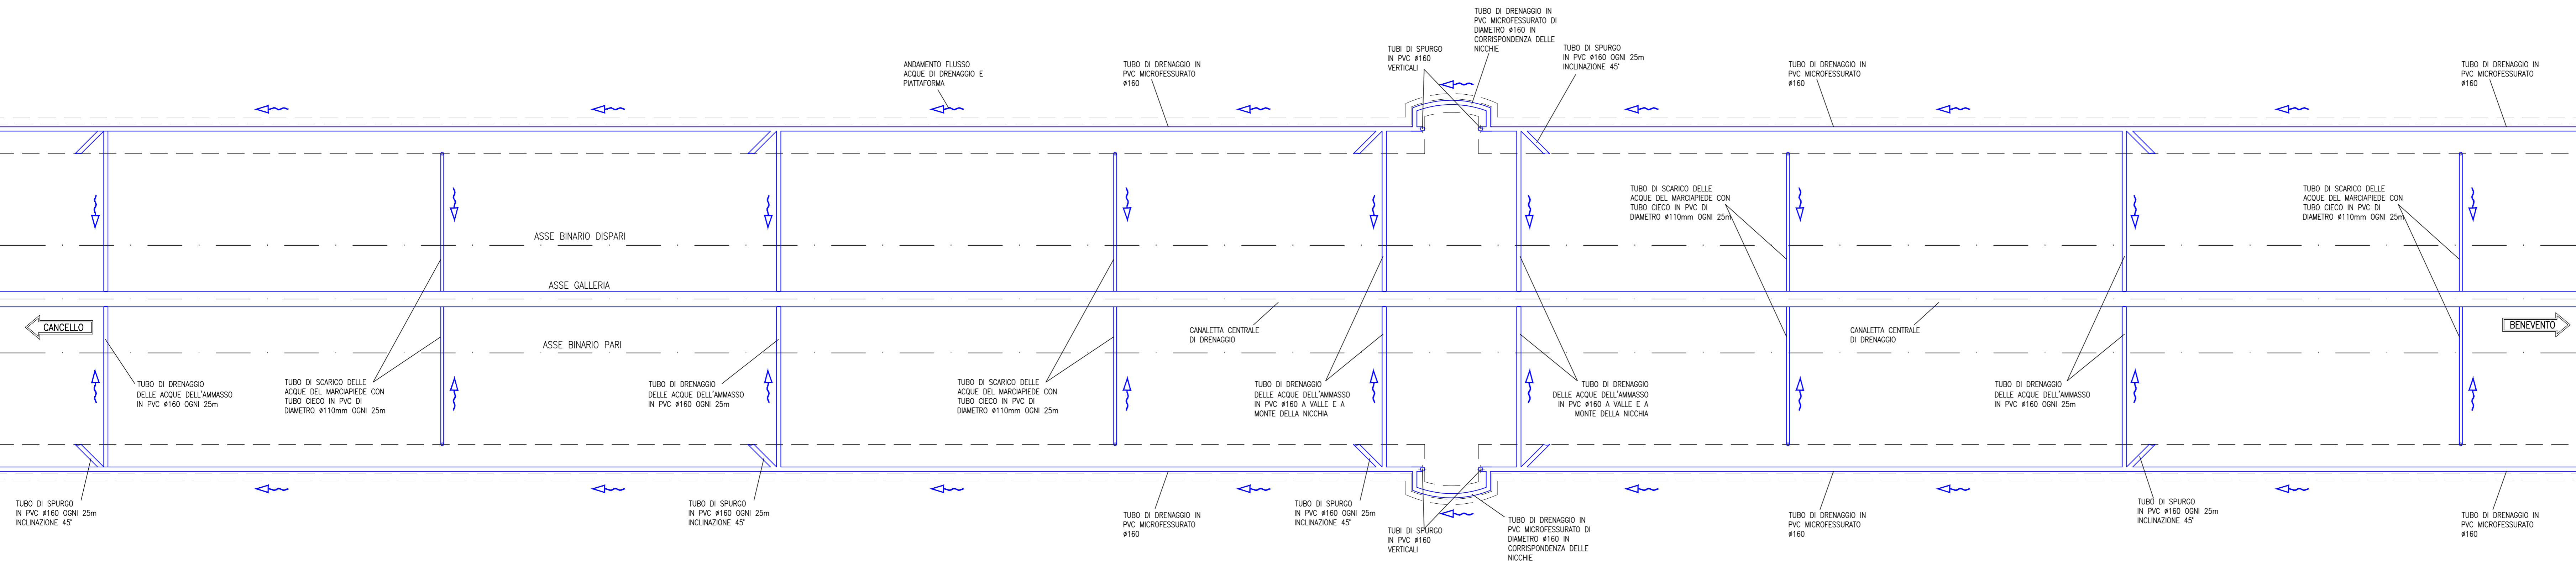 TUBO DI DRENAGGIO IN
PVC MICROFESSURATO DI
DIAMETRO ø160 IN
CORRISPONDENZA DELLE
NICCHIE
TUBI DI SPURGO
IN PVC ø160
VERTICALI
TUBO DI SPURGO
IN PVC ø160 OGNI 25m
INCLINAZIONE 45°
ANDAMENTO FLUSSO
ACQUE DI DRENAGGIO E
PIATTAFORMA
TUBO DI DRENAGGIO IN
PVC MICROFESSURATO
ø160
TUBO DI DRENAGGIO IN
PVC MICROFESSURATO
ø160
TUBO DI DRENAGGIO IN
PVC MICROFESSURATO
ø160
TUBO DI SCARICO DELLE
ACQUE DEL MARCIAPIEDE CON
TUBO CIECO IN PVC DI
DIAMETRO ø110mm OGNI 25m
TUBO DI SCARICO DELLE
ACQUE DEL MARCIAPIEDE CON
TUBO CIECO IN PVC DI
DIAMETRO ø110mm OGNI 25m
ASSE BINARIO DISPARI
ASSE GALLERIA
CANCELLO
BENEVENTO
CANALETTA CENTRALE
DI DRENAGGIO
CANALETTA CENTRALE
DI DRENAGGIO
ASSE BINARIO PARI
TUBO DI DRENAGGIO
DELLE ACQUE DELL'AMMASSO
IN PVC ø160 OGNI 25m
TUBO DI SCARICO DELLE
ACQUE DEL MARCIAPIEDE CON
TUBO CIECO IN PVC DI
DIAMETRO ø110mm OGNI 25m
TUBO DI DRENAGGIO
DELLE ACQUE DELL'AMMASSO
IN PVC ø160 OGNI 25m
TUBO DI SCARICO DELLE
ACQUE DEL MARCIAPIEDE CON
TUBO CIECO IN PVC DI
DIAMETRO ø110mm OGNI 25m
TUBO DI DRENAGGIO
DELLE ACQUE DELL'AMMASSO
IN PVC ø160 A VALLE E A
MONTE DELLA NICCHIA
TUBO DI DRENAGGIO
DELLE ACQUE DELL'AMMASSO
IN PVC ø160 A VALLE E A
MONTE DELLA NICCHIA
TUBO DI DRENAGGIO
DELLE ACQUE DELL'AMMASSO
IN PVC ø160 OGNI 25m
TUBO DI SPURGO
IN PVC ø160 OGNI 25m
INCLINAZIONE 45°
TUBO DI SPURGO
IN PVC ø160 OGNI 25m
INCLINAZIONE 45°
TUBO DI DRENAGGIO IN
PVC MICROFESSURATO
ø160
TUBO DI SPURGO
IN PVC ø160 OGNI 25m
INCLINAZIONE 45°
TUBI DI SPURGO
IN PVC ø160
VERTICALI
TUBO DI DRENAGGIO IN
PVC MICROFESSURATO DI
DIAMETRO ø160 IN
CORRISPONDENZA DELLE
NICCHIE
TUBO DI DRENAGGIO IN
PVC MICROFESSURATO
ø160
TUBO DI SPURGO
IN PVC ø160 OGNI 25m
INCLINAZIONE 45°
TUBO DI DRENAGGIO IN
PVC MICROFESSURATO
ø160